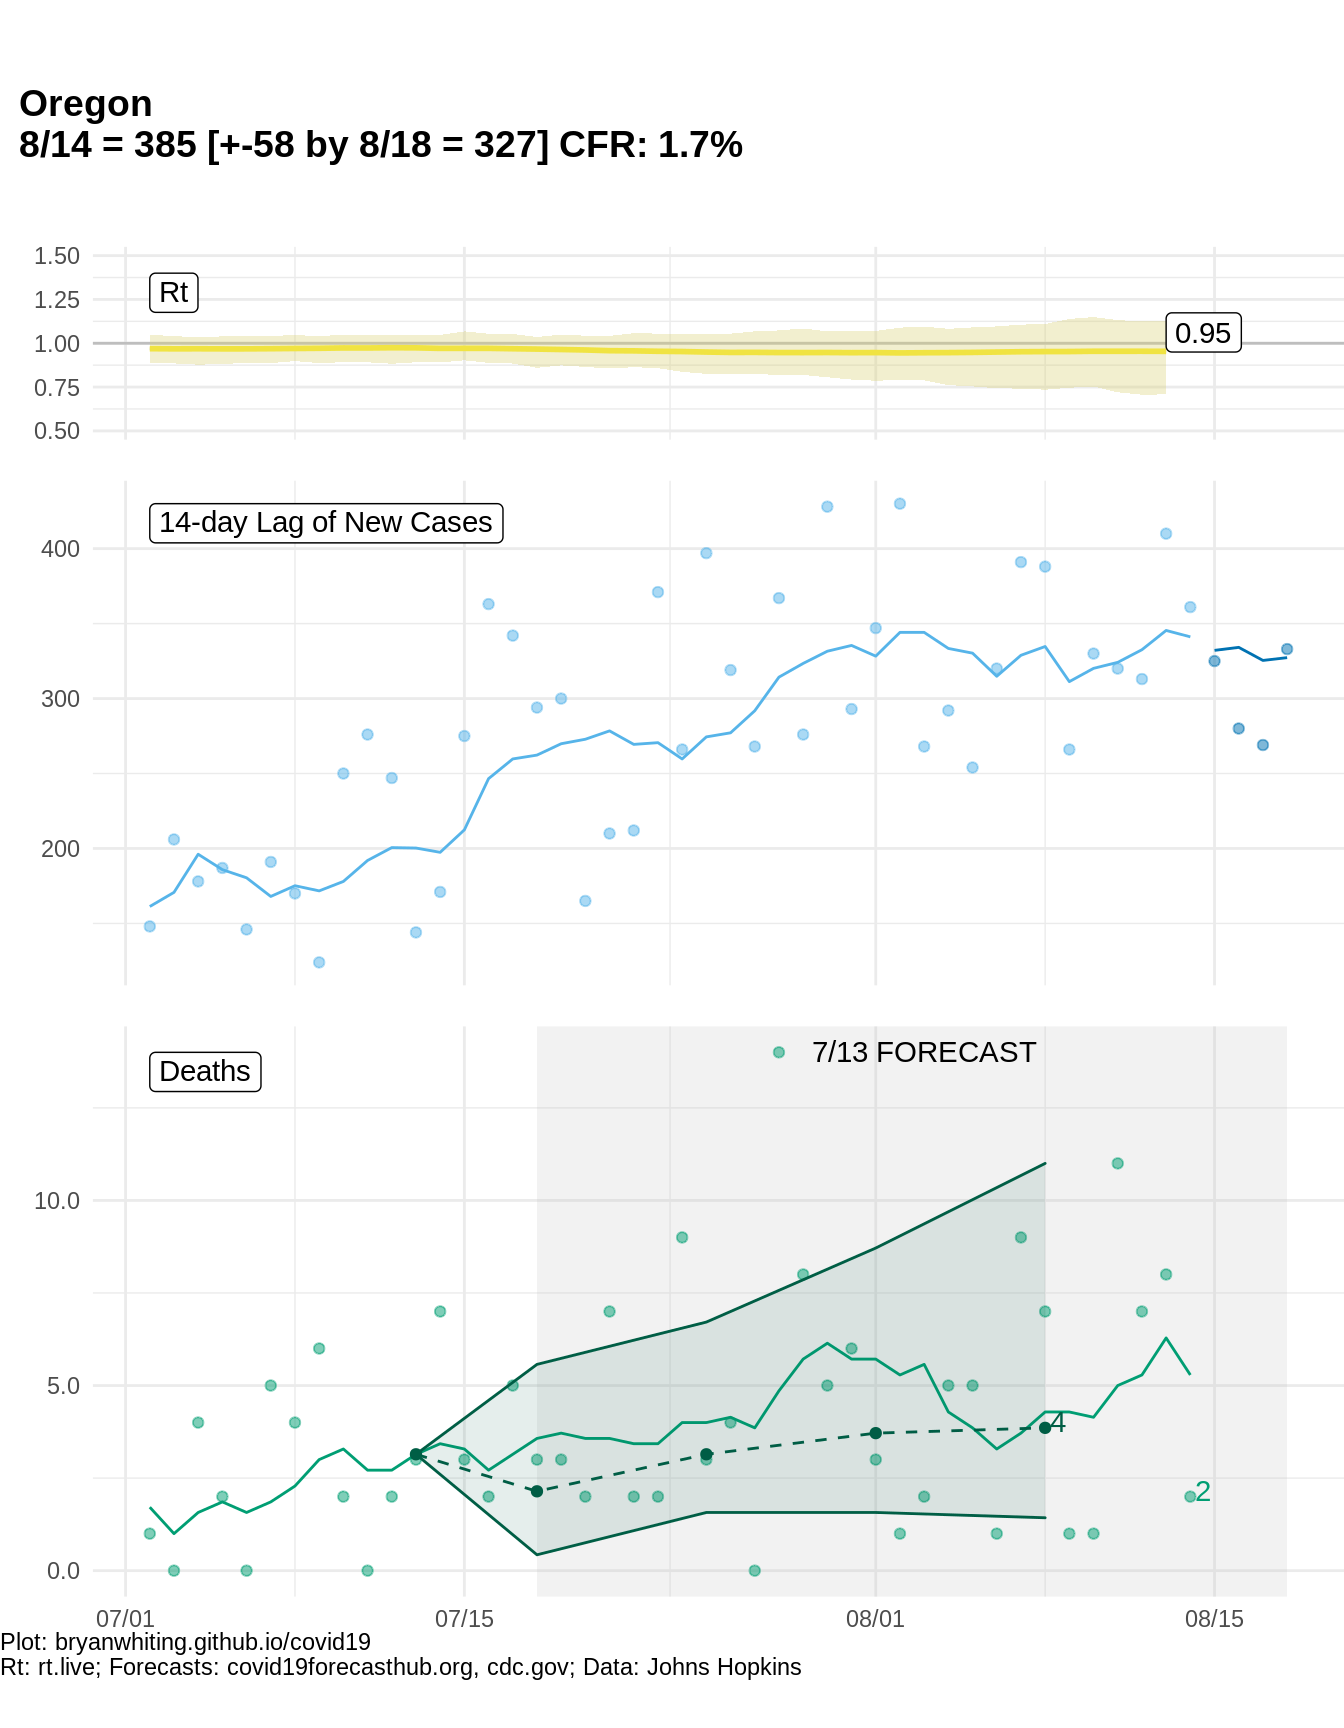 Oregon
8/14 = 385 [+-58 by 8/18 = 327] CFR: 1.7%
1.50
Rt
1.25
0.95
1.00
0.75
0.50
14-day Lag of New Cases
400
300
200
7/13 FORECAST
Deaths
10.0
5.0
4
2
0.0
07/01 07/15 08/01 08/15
Plot: bryanwhiting.github.io/covid19
Rt: rt.live; Forecasts: covid19forecasthub.org, cdc.gov; Data: Johns Hopkins